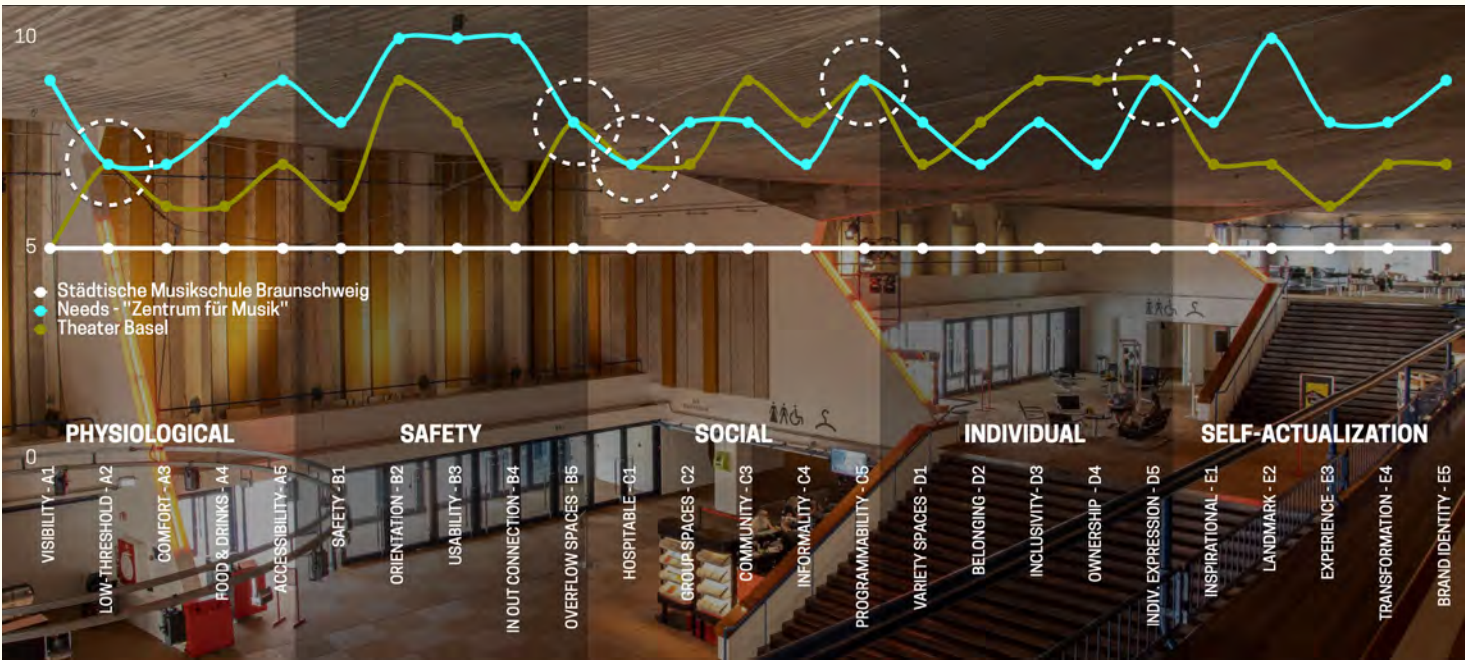 10
5
0
Städtische Musikschule Braunschweig
Needs - "Zentrum für Musik"
Theater Basel
PHYSIOLOGICAL
SAFETY
SOCIAL
INDIVIDUAL
SELF-ACTUALIZATION
VISIBILITY - A1
LOW-THRESHOLD - A2
COMFORT - A3
FOOD & DRINKS - A4
ACCESSIBILITY- A5
SAFETY - B1
ORIENTATION - B2
USABILITY - B3
IN OUT CONNECTION - B4
OVERFLOW SPACES - B5
HOSPITABLE - C1
GROUP SPACES - C2
COMMUNITY - C3
INFORMALITY - C4
PROGRAMMABILITY - C5
VARIETY SPACES - D1
BELONGING - D2
INCLUSIVITY- D3
OWNERSHIP - D4
INDIV. EXPRESSION - D5
INSPIRATIONAL - E1
LANDMARK - E2
EXPERIENCE - E3
TRANSFORMATION - E4
BRAND IDENTITY - E5